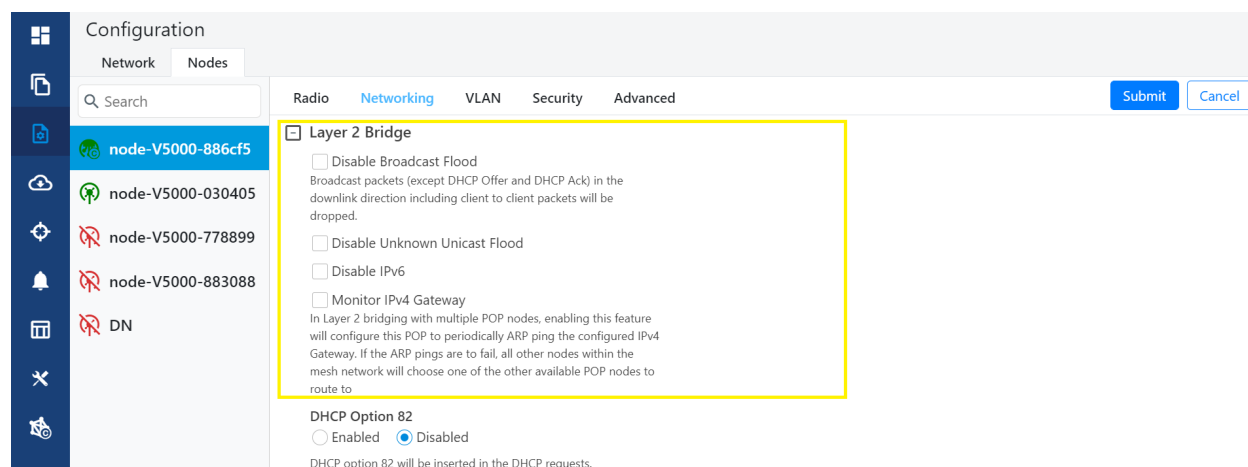 Configuration
Network Nodes
Search
Radio Networking VLAN Security Advanced
Submit Cancel
node-V5000-886cf5
node-V5000-030405
node-V5000-778899
node-V5000-883088
DN
Layer 2 Bridge
Disable Broadcast Flood
Broadcast packets (except DHCP Offer and DHCP Ack) in the
downlink direction including client to client packets will be
dropped.
Disable Unknown Unicast Flood
Disable IPv6
Monitor IPv4 Gateway
In Layer 2 bridging with multiple POP nodes, enabling this feature
will configure this POP to periodically ARP ping the configured IPv4
Gateway. If the ARP pings are to fail, all other nodes within the
mesh network will choose one of the other available POP nodes to
route to
DHCP Option 82
Enabled Disabled
DHCP option 82 will be inserted in the DHCP requests.